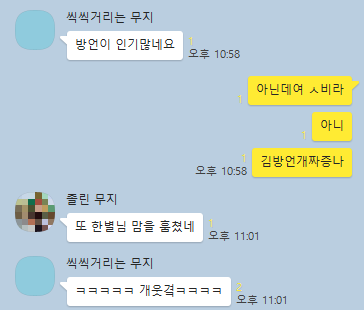 씩씩거리는 무지
방언이 인기많네요
1
오후 10:58
아닌데여 ㅅ비라
1
아니
1
김방언개짜증나
1
오후 10:58
졸린 무지
또 한별님 맘을 훔쳤네
1
오후 11:01
씩씩거리는 무지
ㅋㅋㅋㅋㅋ 개웃겱ㅋㅋㅋㅋ
2
오후 11:01